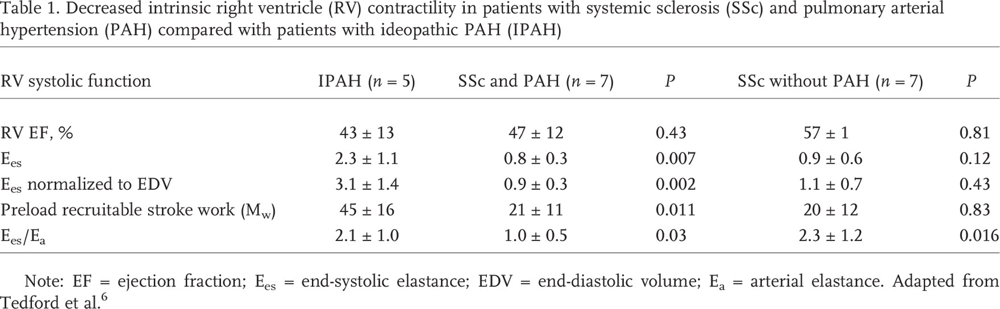 Table 1. Decreased intrinsic right ventricle (RV) contractility in patients with systemic sclerosis (SSc) and pulmonary arterial
hypertension (PAH) compared with patients with ideopathic PAH (IPAH)
RV systolic function IPAH (n = 5) SSc and PAH (n = 7) P SSc without PAH (n = 7) P
RV EF, % 43 ± 13 47 ± 12 0.43 57 ± 1 0.81
Ees 2.3 ± 1.1 0.8 ± 0.3 0.007 0.9 ± 0.6 0.12
Ees normalized to EDV 3.1 ± 1.4 0.9 ± 0.3 0.002 1.1 ± 0.7 0.43
Preload recruitable stroke work (Mw) 45 ± 16 21 ± 11 0.011 20 ± 12 0.83
Ees/Ea 2.1 ± 1.0 1.0 ± 0.5 0.03 2.3 ± 1.2 0.016
Note: EF = ejection fraction; Ees = end-systolic elastance; EDV = end-diastolic volume; Ea = arterial elastance. Adapted from
Tedford et al.6